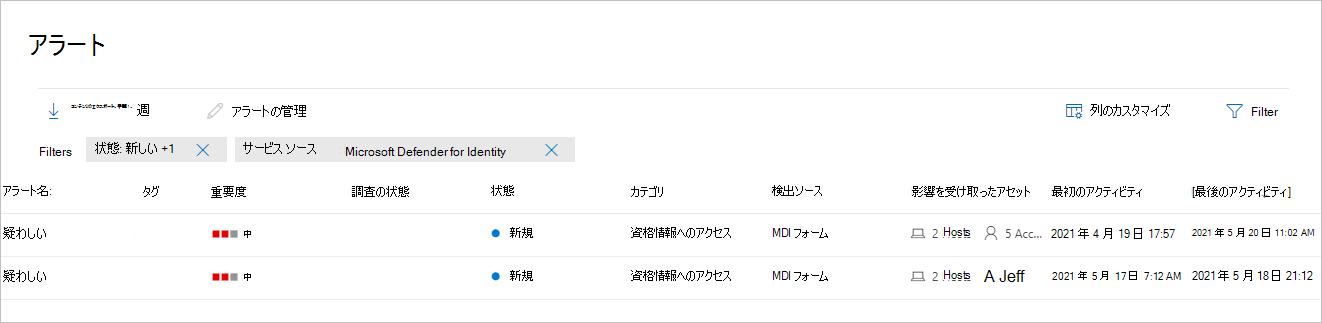 アラート
週 アラートの管理 列のカスタマイズ Filter
Filters 状態: 新しい +1 サービス ソース Microsoft Defender for Identity
アラート名: タグ 重要度 調査の状態 状態 カテゴリ 検出ソース 影響を受け取ったアセット 最初のアクティビティ [最後のアクティビティ]
疑わしい 中 新規 資格情報へのアクセス MDI フォーム 2 Hosts 5 Acc... 2021 年 4 月 19 日 17:57 2021 年 5 月 20 日 11:02 AM
疑わしい 中 新規 資格情報へのアクセス MDI フォーム 2 Hosts A Jeff 2021 年 5 月 17日 7:12 AM 2021 年 5 月 18日 21:12